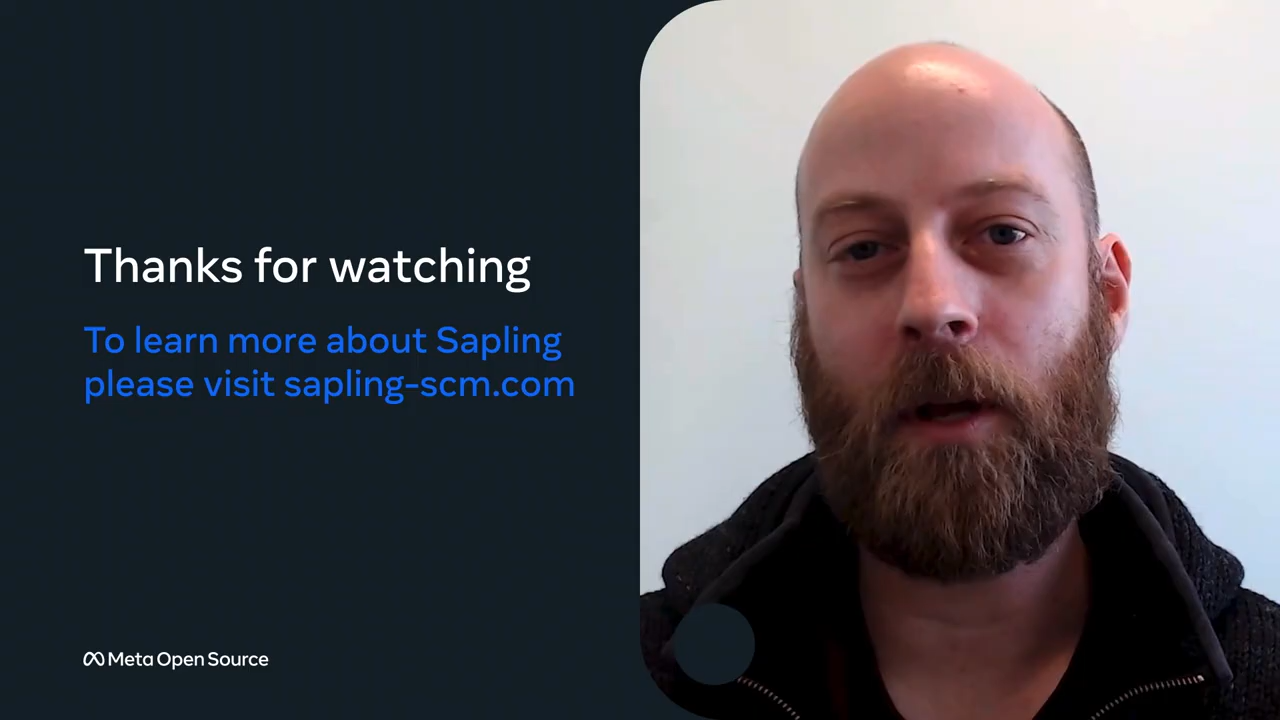 Thanks for watching
To learn more about Sapling
please visit sapling-scm.com
Meta Open Source